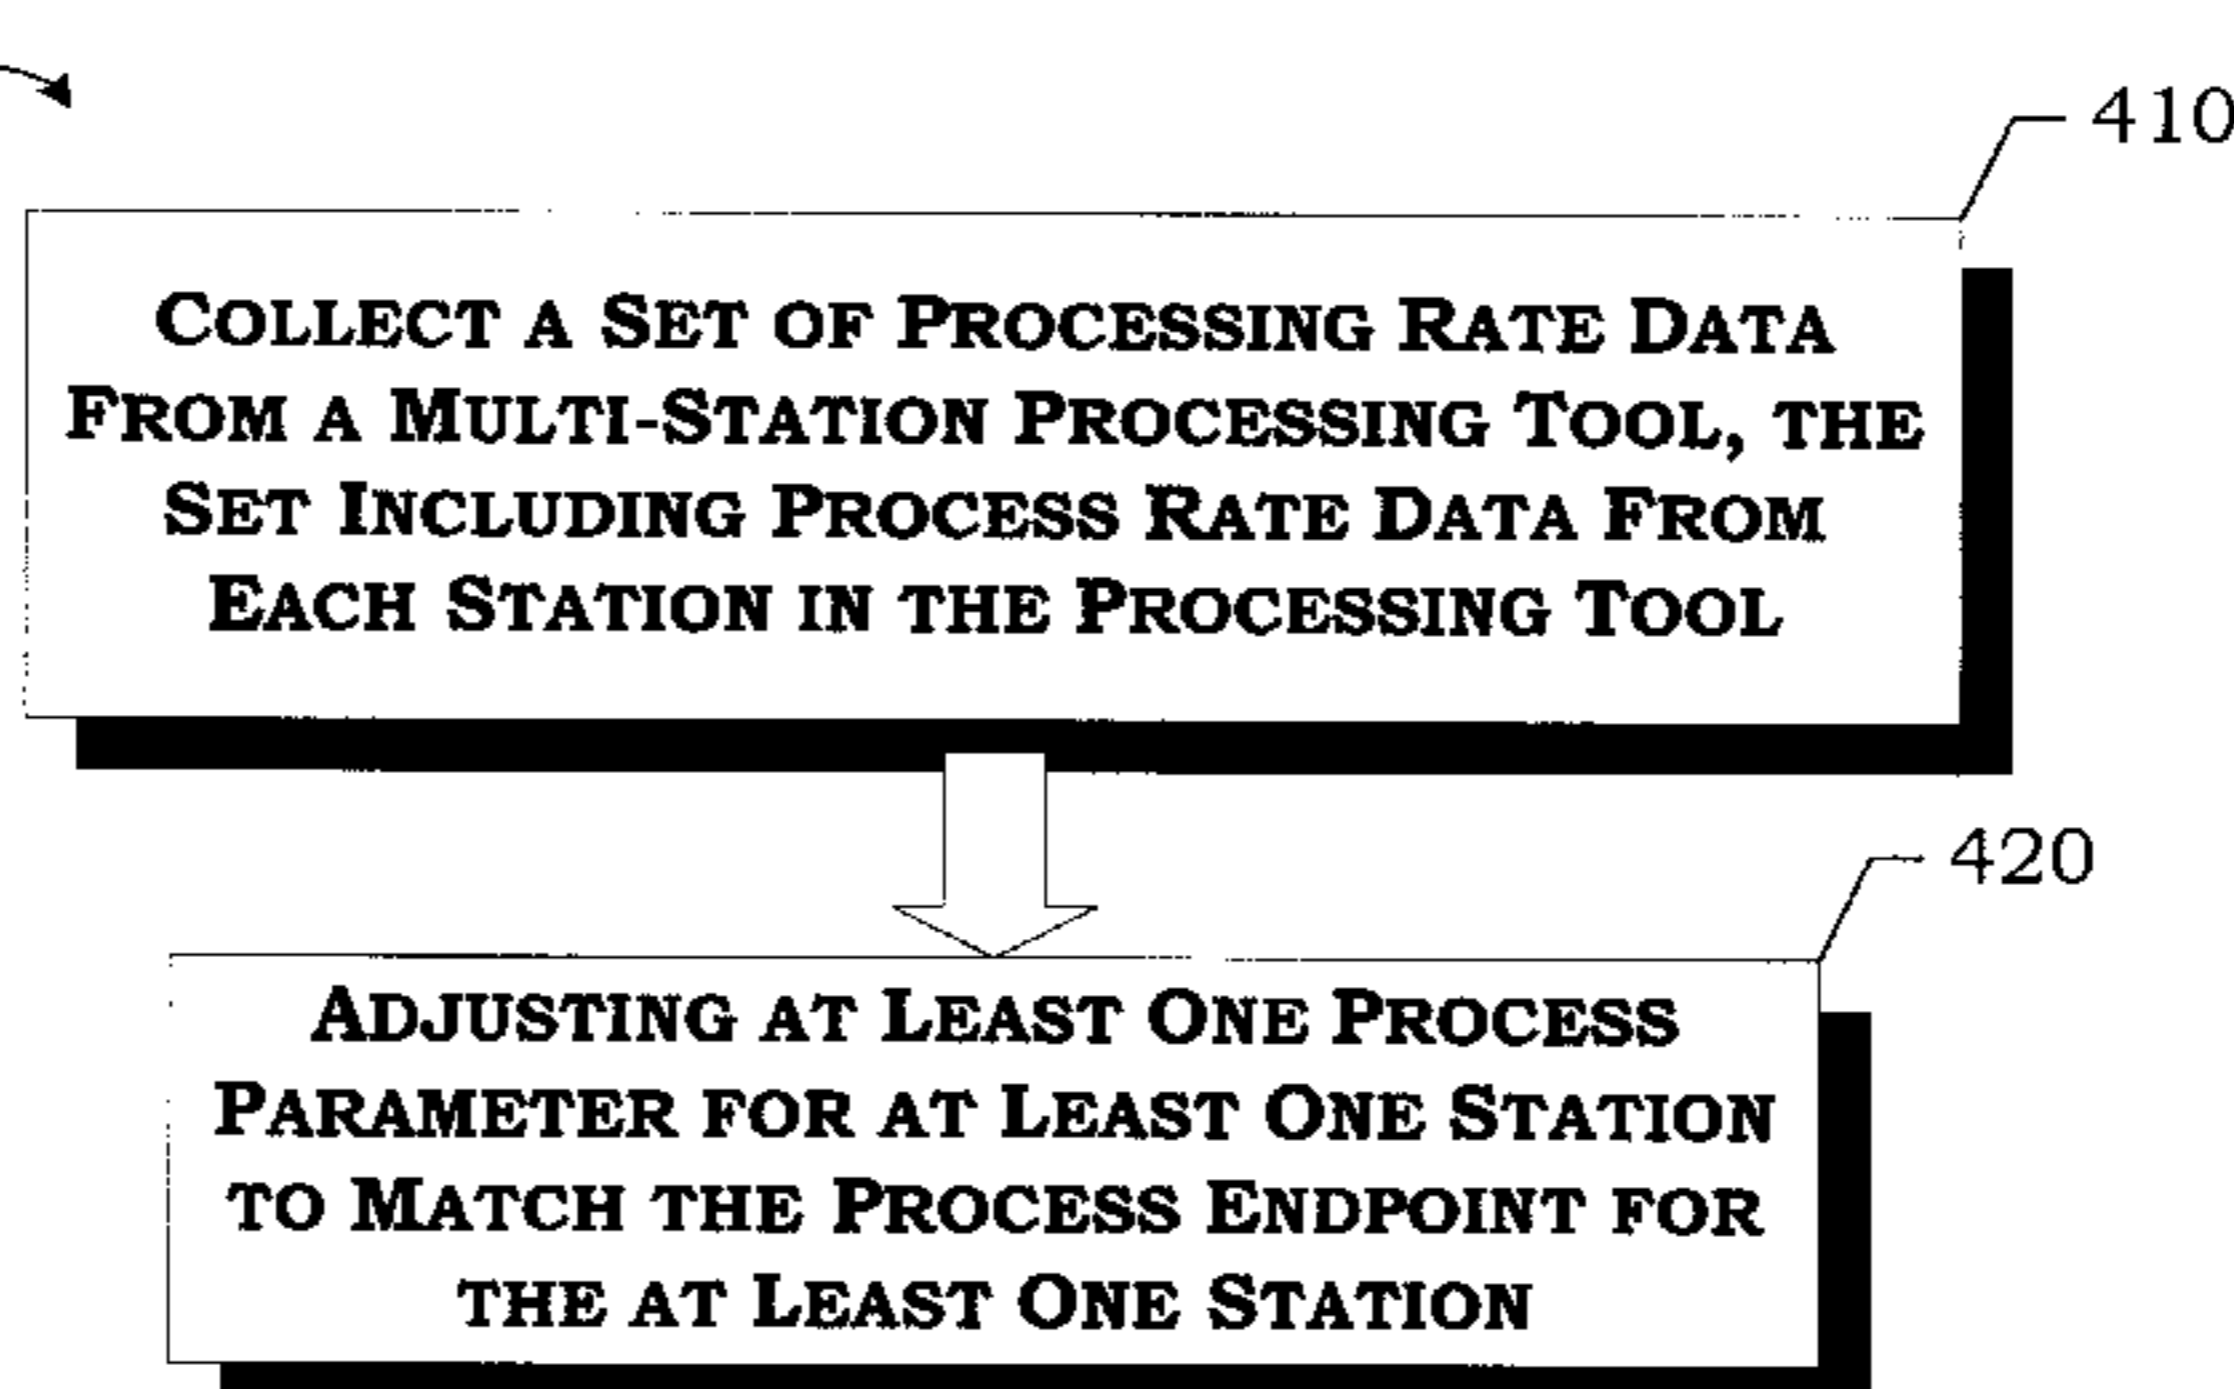 410
COLLECT A SET OF PROCESSING RATE DATA
FROM A MULTI-STATION PROCESSING TOOL, THE
SET INCLUDING PROCESS RATE DATA FROM
EACH STATION IN THE PROCESSING TOOL
420
ADJUSTING AT LEAST ONE PROCESS
PARAMETER FOR AT LEAST ONE STATION
TO MATCH THE PROCESS ENDPOINT FOR
THE AT LEAST ONE STATION